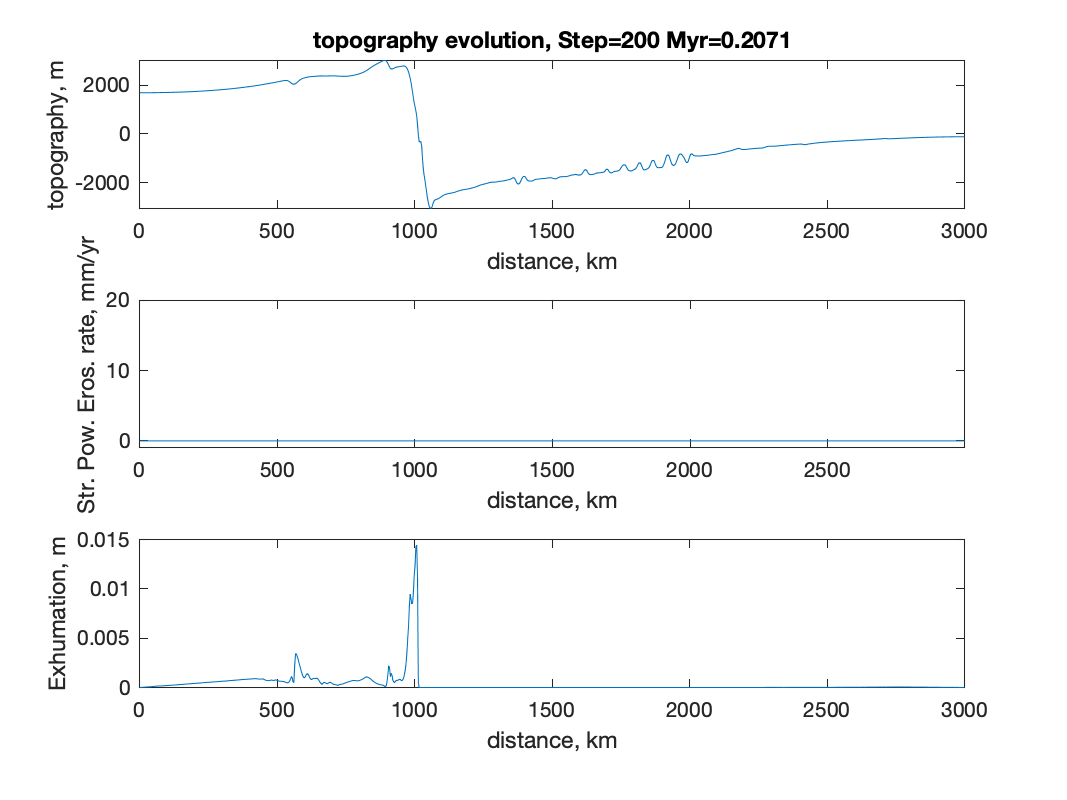 topography evolution, Step=200 Myr=0.2071
topography, m
2000
0
-2000
0 500 1000 1500 2000 2500 3000
distance, km
Str. Pow. Eros. rate, mm/yr
20
10
0
0 500 1000 1500 2000 2500
distance, km
Exhumation, m
0.015
0.01
0.005
0
0 500 1000 1500 2000 2500 3000
distance, km